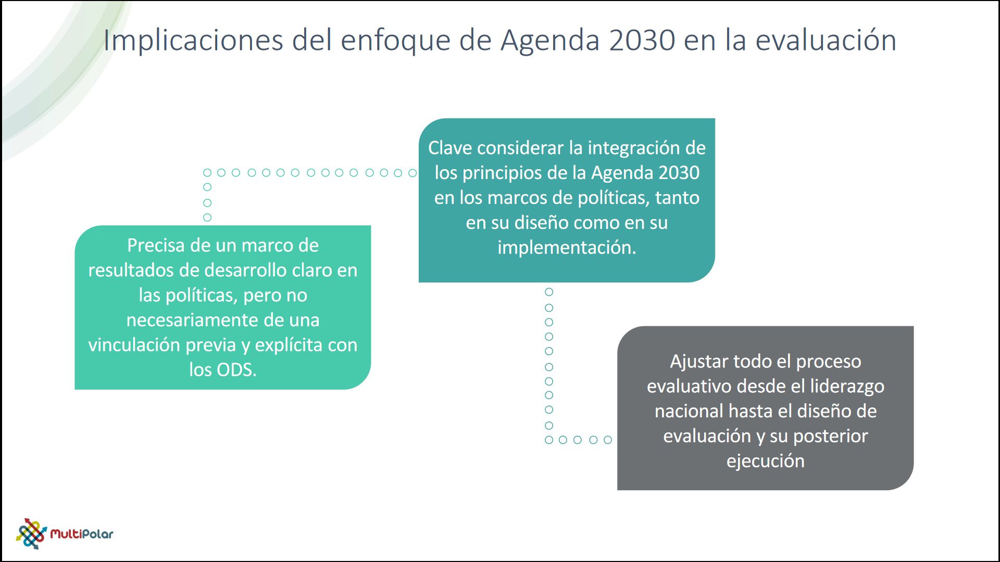 Implicaciones del enfoque de Agenda 2030 en la evaluación
Precisa de un marco de
resultados de desarrollo claro en
las políticas, pero no
necesariamente de una
vinculación previa y explícita con
los ODS.
Clave considerar la integración de
los principios de la Agenda 2030
en los marcos de políticas, tanto
en su diseño como en su
implementación.
Ajustar todo el proceso
evaluativo desde el liderazgo
nacional hasta el diseño de
evaluación y su posterior
ejecución
MultiPolar